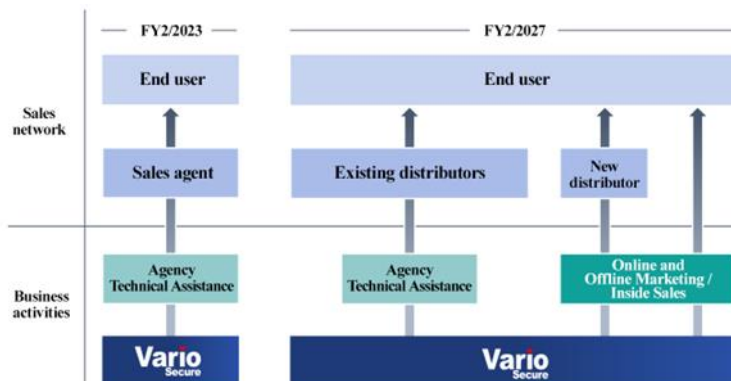 FY2/2023
FY2/2027
End user
End user
Sales
network
Sales agent
Existing distributors
New
distributor
Business
activities
Agency
Technical Assistance
Agency
Technical Assistance
Online and
Offline Marketing /
Inside Sales
Vario
Secure
Vario
Secure